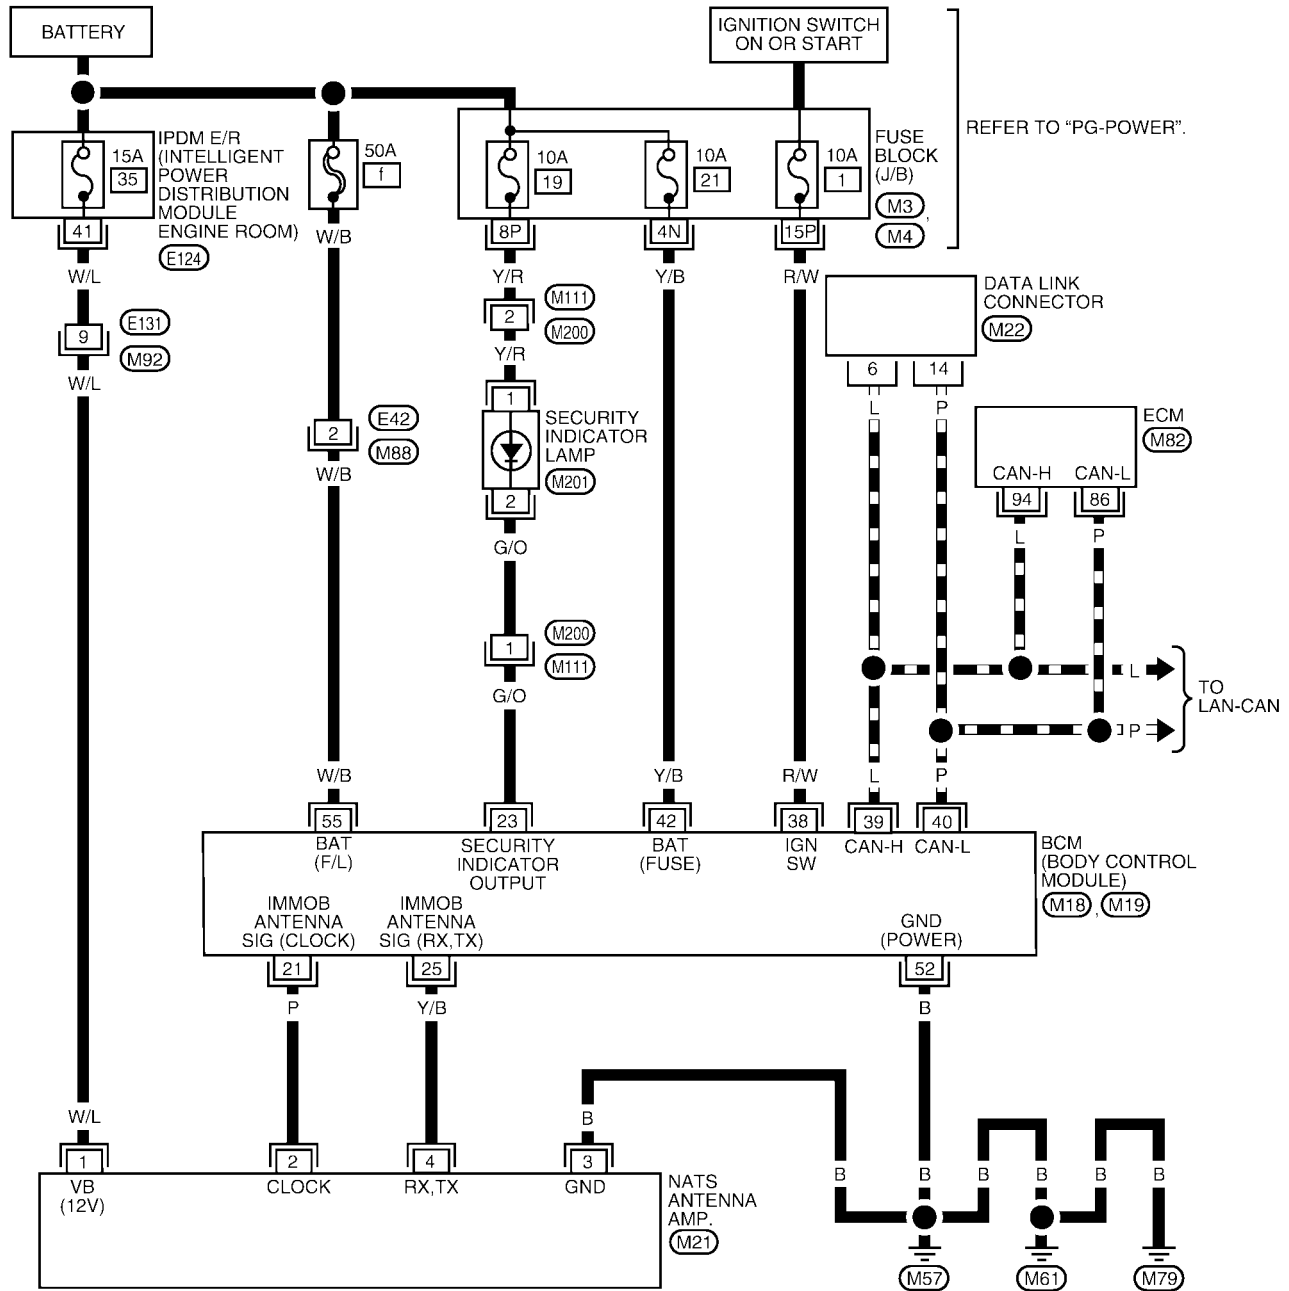 BATTERY
IGNITION SWITCH
ON OR START
REFER TO "PG-POWER".
IPDM E/R
(INTELLIGENT
POWER
DISTRIBUTION
MODULE
ENGINE ROOM)
E124
15A
35
50A
f
10A
19
10A
21
10A
1
FUSE
BLOCK
(J/B)
M3 ,
M4
41
8P
4N
15P
W/L
W/B
Y/R
Y/B
R/W
9
E131
M92
W/L
2
M111
M200
Y/R
DATA LINK
CONNECTOR
M22
6
14
L
P
2
E42
M88
W/B
1
SECURITY
INDICATOR
LAMP
M201
2
G/O
ECM
M82
CAN-H
CAN-L
94
86
L
P
1
M200
M111
G/O
L
P
TO
LAN-CAN
W/B
Y/B
R/W
L
P
55
23
42
38
39
40
BAT
(F/L)
SECURITY
INDICATOR
OUTPUT
BAT
(FUSE)
IGN
SW
CAN-H
CAN-L
BCM
(BODY CONTROL
MODULE)
M18 , M19
IMMOB
ANTENNA
SIG (CLOCK)
IMMOB
ANTENNA
SIG (RX,TX)
GND
(POWER)
21
25
52
P
Y/B
B
W/L
B
B
B
B
B
B
B
1
2
4
3
VB
(12V)
CLOCK
RX,TX
GND
NATS
ANTENNA
AMP.
M21
M57
M61
M79